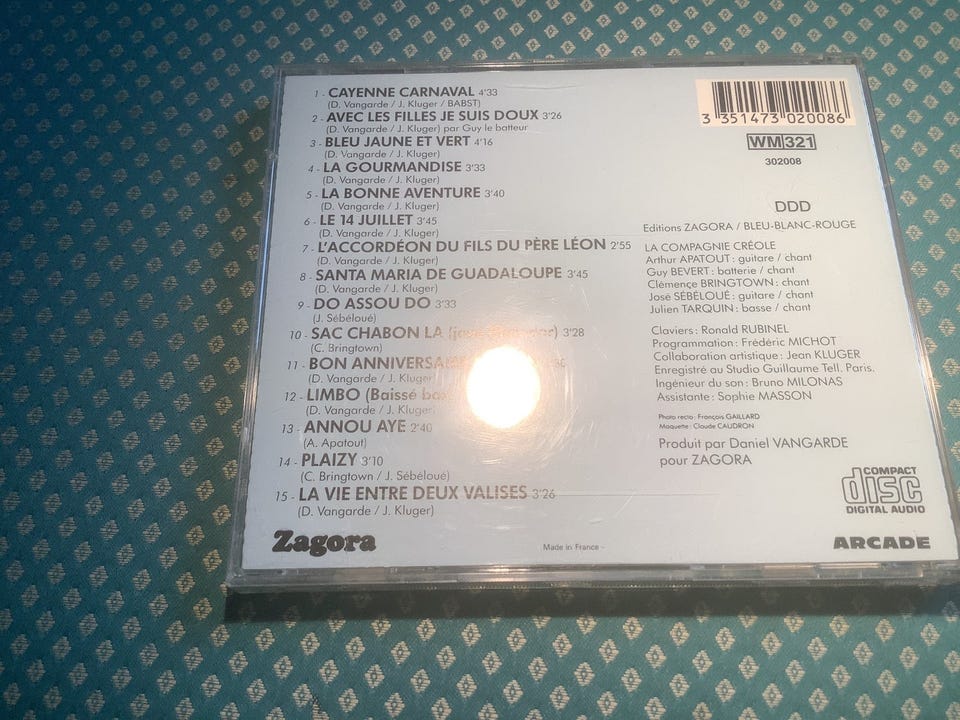 1 - CAYENNE CARNAVAL 4'33
(D. Vangarde / J. Kluger / BABST)
2 - AVEC LES FILLES JE SUIS DOUX 3'26
(D. Vangarde / J. Kluger) par Guy le batteur
3 - BLEU JAUNE ET VERT 4'16
(D. Vangarde / J. Kluger)
4 - LA GOURMANDISE 3'33
(D. Vangarde / J. Kluger)
5 - LA BONNE AVENTURE 3'40
(D. Vangarde / J. Kluger)
6 - LE 14 JUILLET 3'45
(D. Vangarde / J. Kluger)
7 - L'ACCORDÉON DU FILS DU PÈRE LÉON 2'55
(D. Vangarde / J. Kluger)
8 - SANTA MARIA DE GUADALOUPE 3'45
(D. Vangarde / J. Kluger)
9 - DO ASSOU DO 3'33
(J. Sébéloué)
10 - SAC CHABON LA 3'28
(C. Bringtown)
11 - BON
(D. Vangarde / J. Kluger)
12 - LIMBO (Baissé
(D. Vangarde / J. Kluger)
13 - ANNOU AYE 2'40
(A. Apatout)
14 - PLAIZY 3'10
(C. Bringtown / J. Sébéloué)
15 - LA VIE ENTRE DEUX VALISES 3'26
(D. Vangarde / J. Kluger)
Zagora
Made in France -
3 351473 020086
WM 321
302008
DDD
Editions ZAGORA / BLEU-BLANC-ROUGE
LA COMPAGNIE CRÉOLE
Arthur APATOUT : guitare / chant
Guy BEVERT : batterie / chant
Clémençe BRINGTOWN : chant
José SÉBÉLOUÉ : guitare / chant
Julien TARQUIN : basse / chant
Claviers : Ronald RUBINEL
Programmation : Frédéric MICHOT
Collaboration artistique : Jean KLUGER
Enregistré au Studio Guillaume Tell. Paris.
Ingénieur du son : Bruno MILONAS
Assistante : Sophie MASSON
Photo recto : François GAILLARD
Maquette : Claude CAUDRON
Produit par Daniel VANGARDE
pour ZAGORA
COMPACT
disc
DIGITAL AUDIO
ARCADE